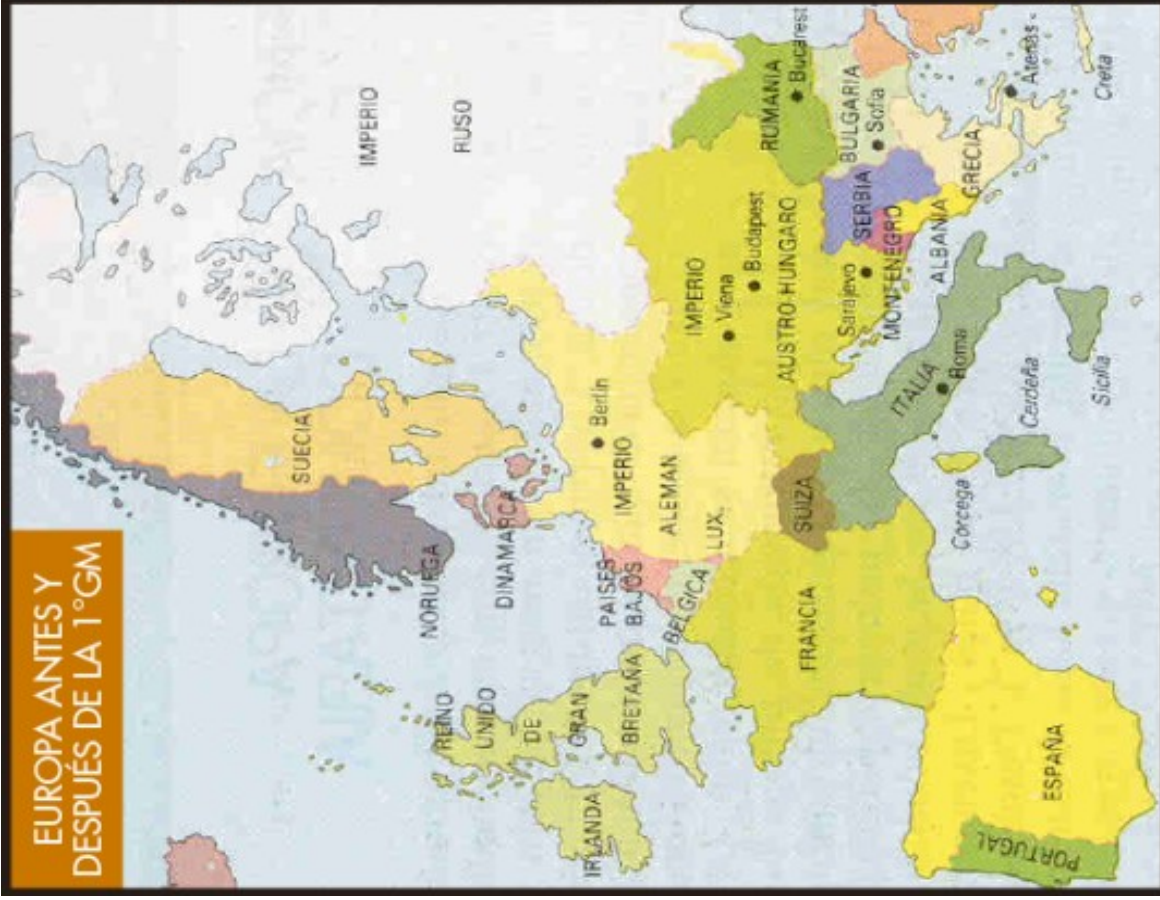 EUROPA ANTES Y
DESPUÉS DE LA 1°GM
IMPERIO
RUSO
SUECIA
NORUEGA
DINAMARCA
REINO
UNIDO
DE
GRAN
BRETAÑA
IRLANDA
PAISES
BAJOS
BELGICA
LUX.
Berlin
IMPERIO
ALEMAN
IMPERIO
Viena
Budapest
AUSTRO-HUNGARO
RUMANIA
Bucarest
SUIZA
FRANCIA
Sarajevo
SERBIA
MONTENEGRO
BULGARIA
Sofia
ALBANIA
GRECIA
Atenas
Creta
ITALIA
Roma
Corcega
Cerdeña
Sicilia
ESPAÑA
PORTUGAL